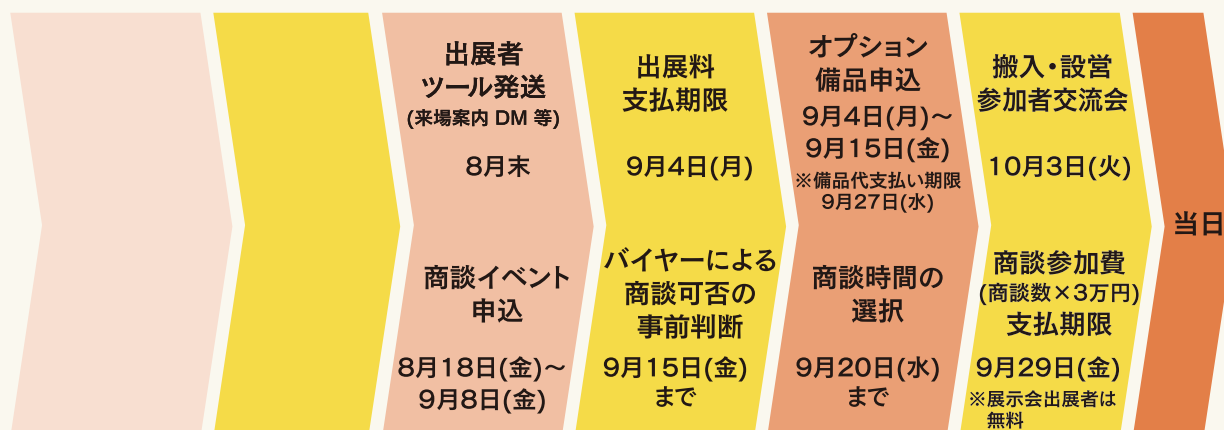 出展者
ツール発送
(来場案内 DM 等)
8月末
出展料
支払期限
9月4日(月)
オプション
備品申込
9月4日(月)～
9月15日(金)
※備品代支払い期限
9月27日(水)
搬入・設営
参加者交流会
10月3日(火)
当日
商談イベント
申込
8月18日(金)～
9月8日(金)
バイヤーによる
商談可否の
事前判断
9月15日(金)
まで
商談時間の
選択
9月20日(水)
まで
商談参加費
(商談数×3万円)
支払期限
9月29日(金)
※展示会出展者は
無料